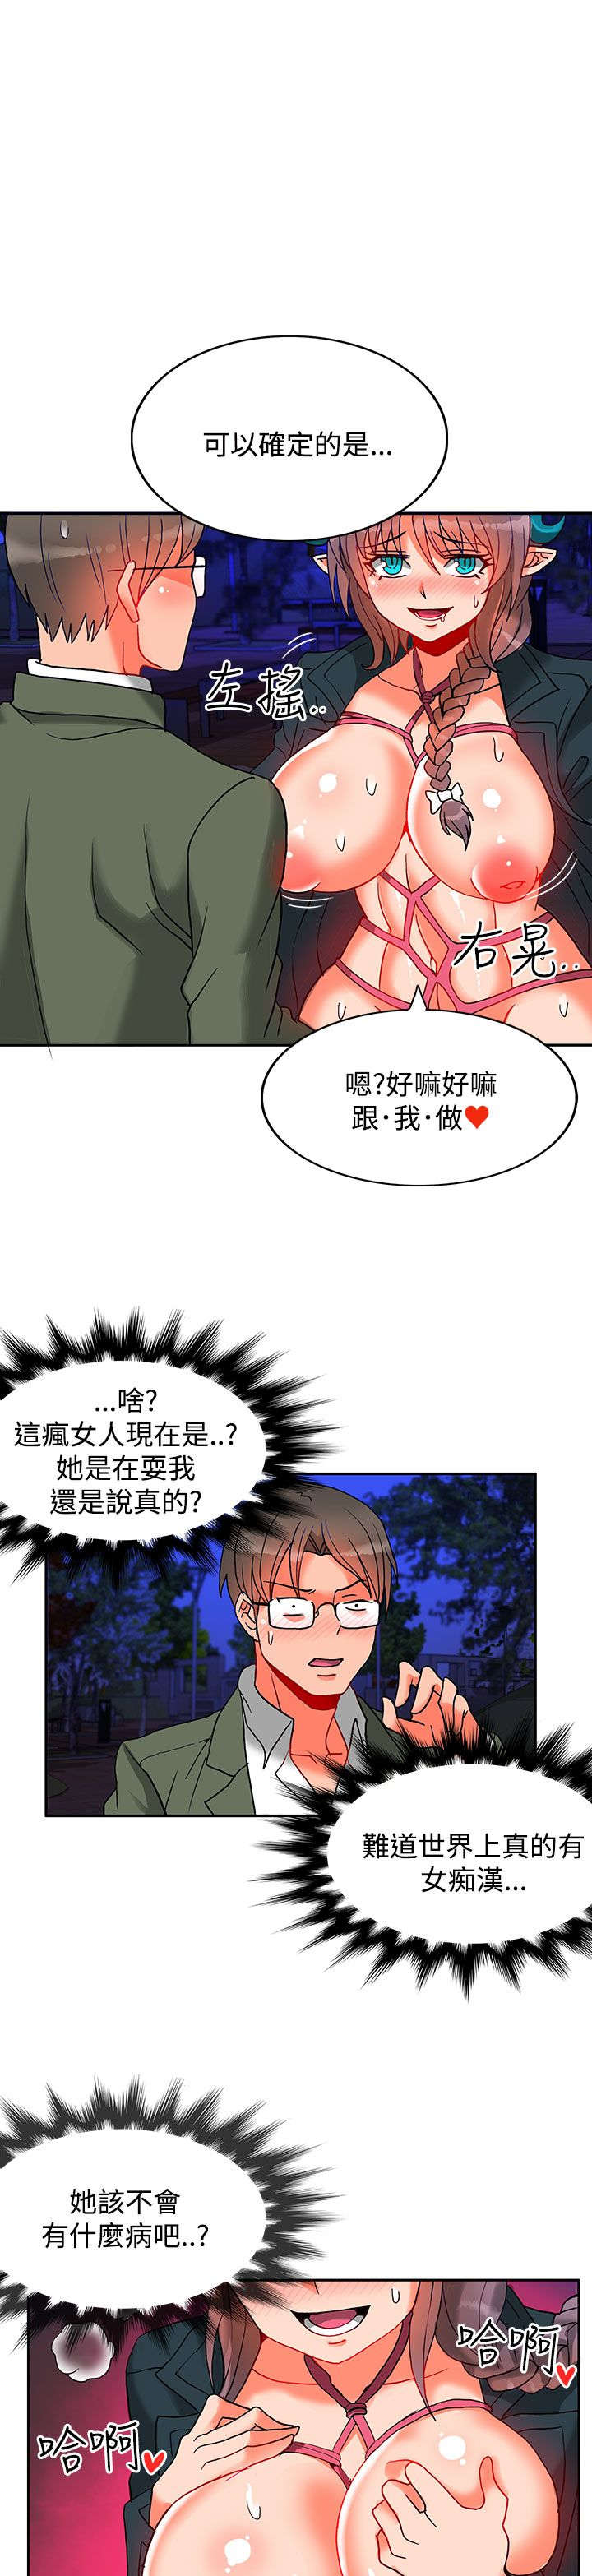 可以確定的是...
左搖..
右晃..
嗯?好嘛好嘛
跟·我·做♥
...啥?
這瘋女人現在是..?
她是在耍我
還是說真的?
難道世界上真的有
女痴漢...
她該不會
有什麼病吧..?
哈啊♥
哈啊♥